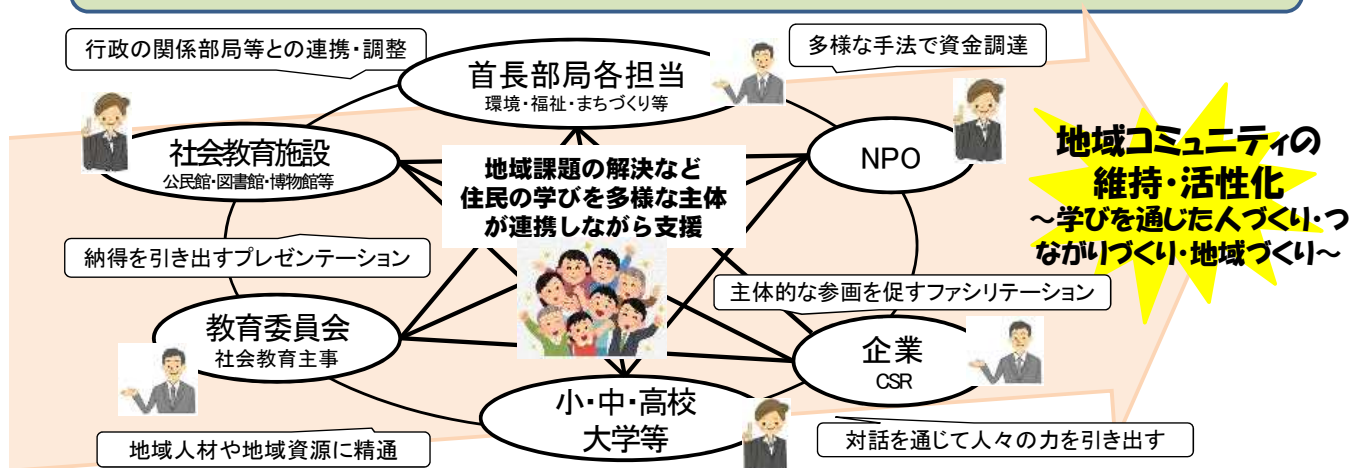 行政の関係部局等との連携・調整
多様な手法で資金調達
首長部局各担当
環境・福祉・まちづくり等
社会教育施設
公民館・図書館・博物館等
NPO
地域課題の解決など
住民の学びを多様な主体
が連携しながら支援
地域コミュニティの
維持・活性化
~学びを通じた人づくり・つ
ながりづくり・地域づくり~
納得を引き出すプレゼンテーション
主体的な参画を促すファシリテーション
教育委員会
社会教育主事
企業
CSR
小・中・高校
大学等
地域人材や地域資源に精通
対話を通じて人々の力を引き出す